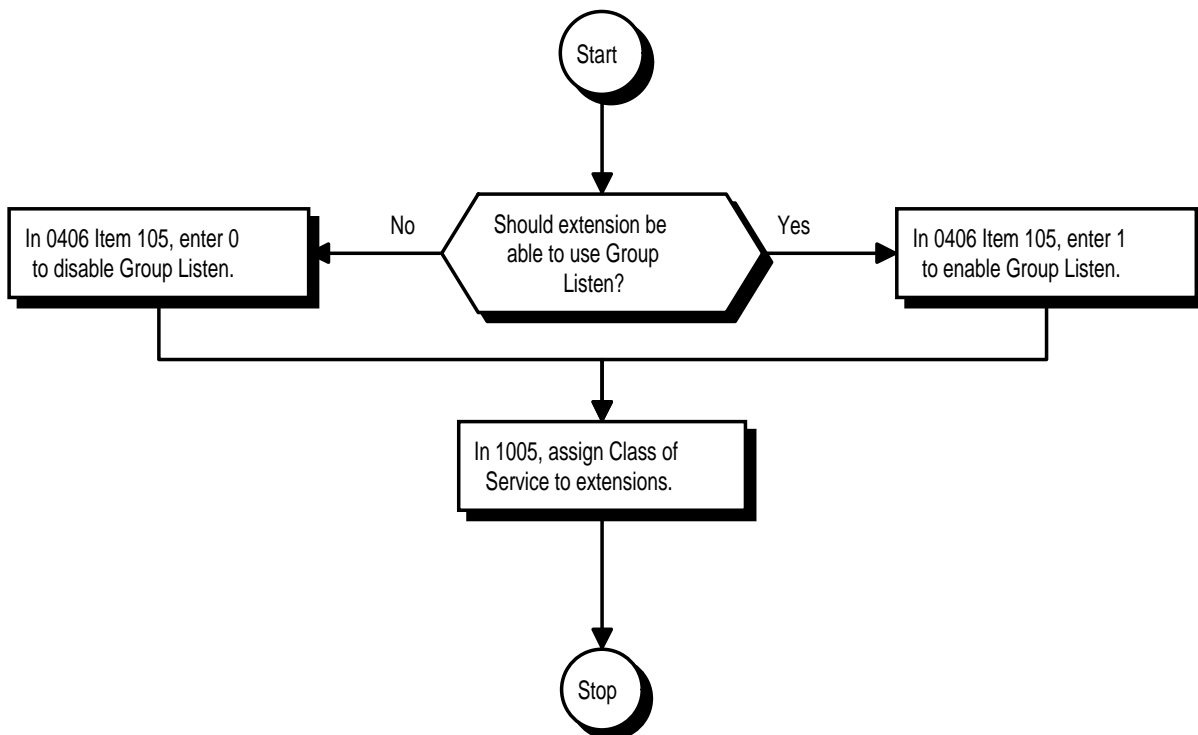 Start
Should extension be
able to use Group
Listen?
No
Yes
In 0406 Item 105, enter 0
to disable Group Listen.
In 0406 Item 105, enter 1
to enable Group Listen.
In 1005, assign Class of
Service to extensions.
Stop